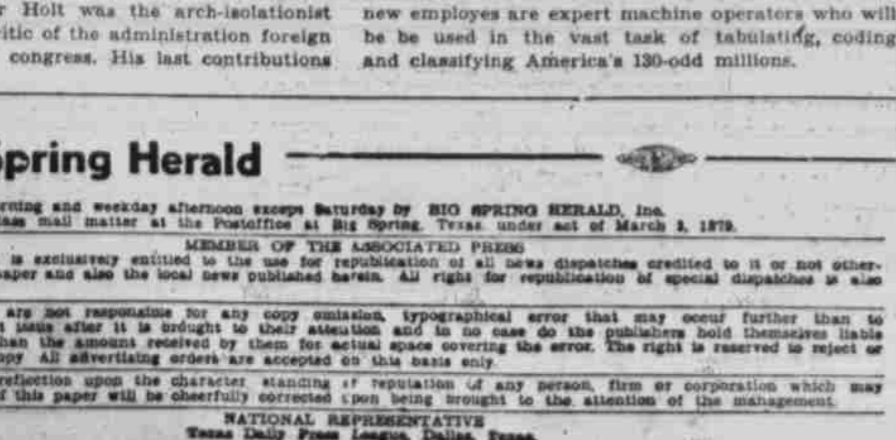 r Holt was the arch-isolationist
itic of the administration foreign
congress. His last contributions
new employes are expert machine operators who will
be be used in the vast task of tabulating, coding
and classifying America's 130-odd millions.
Spring Herald
rning and weekday afternoon except Saturday by BIG SPRING HERALD, Inc.
lass mail matter at the Postoffice at Big Spring, Texas, under act of March 3, 1879.
MEMBER OF THE ASSOCIATED PRESS
is exclusively entitled to the use for republication of all news dispatches credited to it or not other-
aper and also the local news published herein. All right for republication of special dispatches is also
are not responsible for any copy omission, typographical error that may occur further than to
t issue after it is brought to their attention and in no case do the publishers hold themselves liable
han the amount received by them for actual space covering the error. The right is reserved to reject or
opy All advertising orders are accepted on this basis only.
reflection upon the character, standing or reputation of any person, firm or corporation which may
f this paper will be cheerfully corrected upon being brought to the attention of the management.
NATIONAL REPRESENTATIVE
Texas Daily Press League, Dallas, Texas.